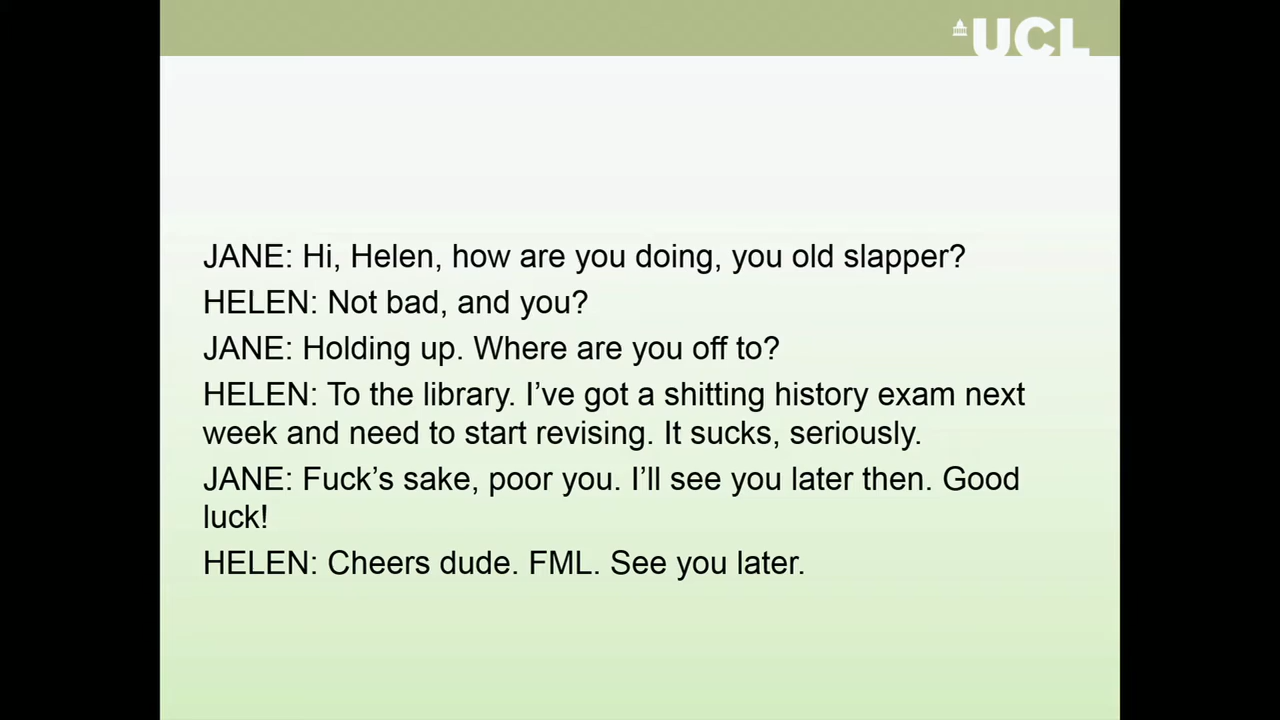 UCL
JANE: Hi, Helen, how are you doing, you old slapper?
HELEN: Not bad, and you?
JANE: Holding up. Where are you off to?
HELEN: To the library. I’ve got a shitting history exam next
week and need to start revising. It sucks, seriously.
JANE: Fuck’s sake, poor you. I’ll see you later then. Good
luck!
HELEN: Cheers dude. FML. See you later.